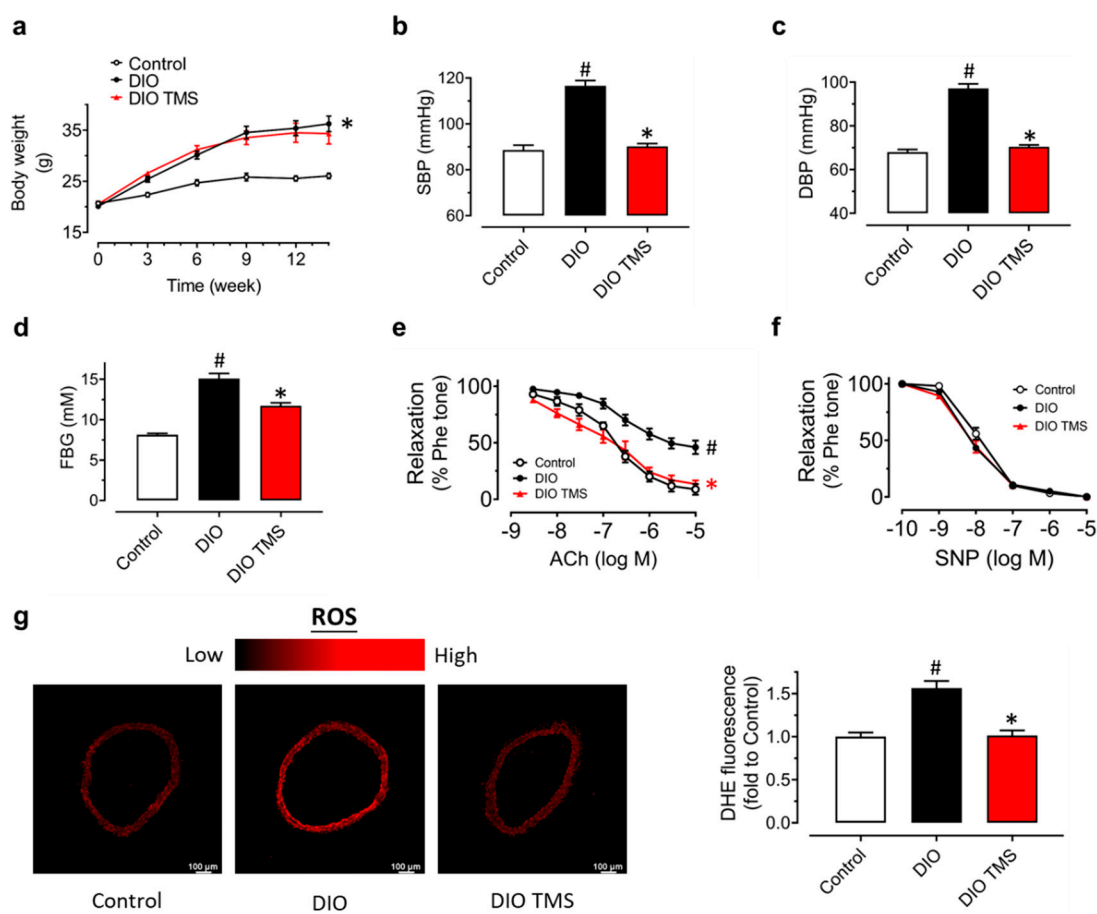 a
Control
DIO
DIO TMS
Body weight
(g)
35
25
15
*
0 3 6 9 12
Time (week)
b
SBP (mmHg)
120
100
80
60
#
*
Control
DIO
DIO TMS
c
DBP (mmHg)
100
80
60
40
#
*
Control
DIO
DIO TMS
d
FBG (mM)
15
10
5
0
#
*
Control
DIO
DIO TMS
e
Relaxation
(% Phe tone)
100
50
0
Control
DIO
DIO TMS
#
*
-9 -8 -7 -6 -5
ACh (log M)
f
Relaxation
(% Phe tone)
100
50
0
Control
DIO
DIO TMS
-10 -9 -8 -7 -6 -5
SNP (log M)
g
ROS
Low High
100 µm
100 µm
100 µm
Control DIO DIO TMS
DHE fluorescence
(fold to Control)
1.5
1.0
0.5
0.0
#
*
Control
DIO
DIO TMS